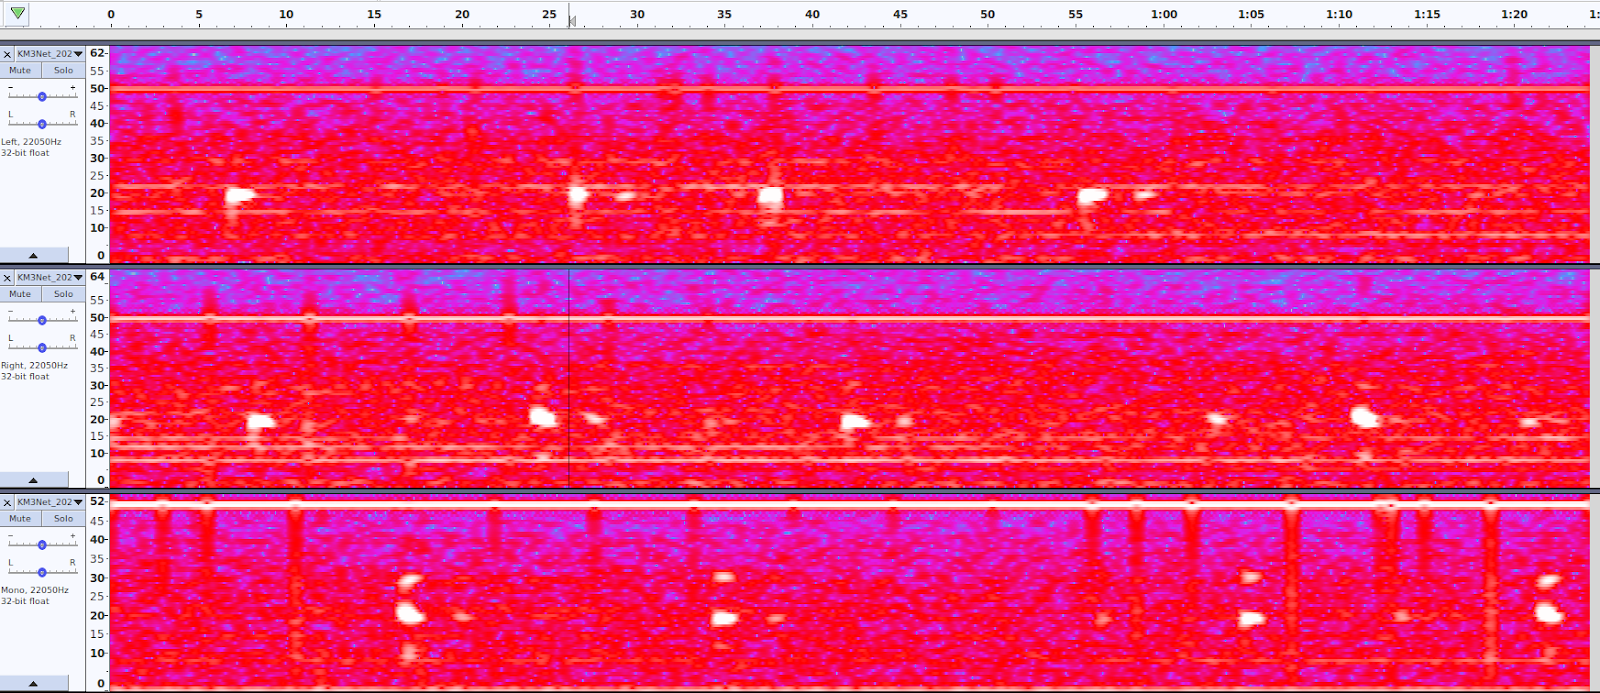 0 5 10 15 20 25 30 35 40 45 50 55 1:00 1:05 1:10 1:15 1:20 1:
× KM3Net_202 ▼
Mute Solo
- +
L R
Left, 22050Hz
32-bit float
62-
55-
50-
45-
40-
35-
30-
25-
20-
15-
10-
0-
× KM3Net_202 ▼
Mute Solo
- +
L R
Right, 22050Hz
32-bit float
64
55-
50-
45-
40-
35-
30-
25-
20-
15-
10-
0-
× KM3Net_202 ▼
Mute Solo
- +
L R
Mono, 22050Hz
32-bit float
52-
45-
40-
35-
30-
25-
20-
15-
10-
0-